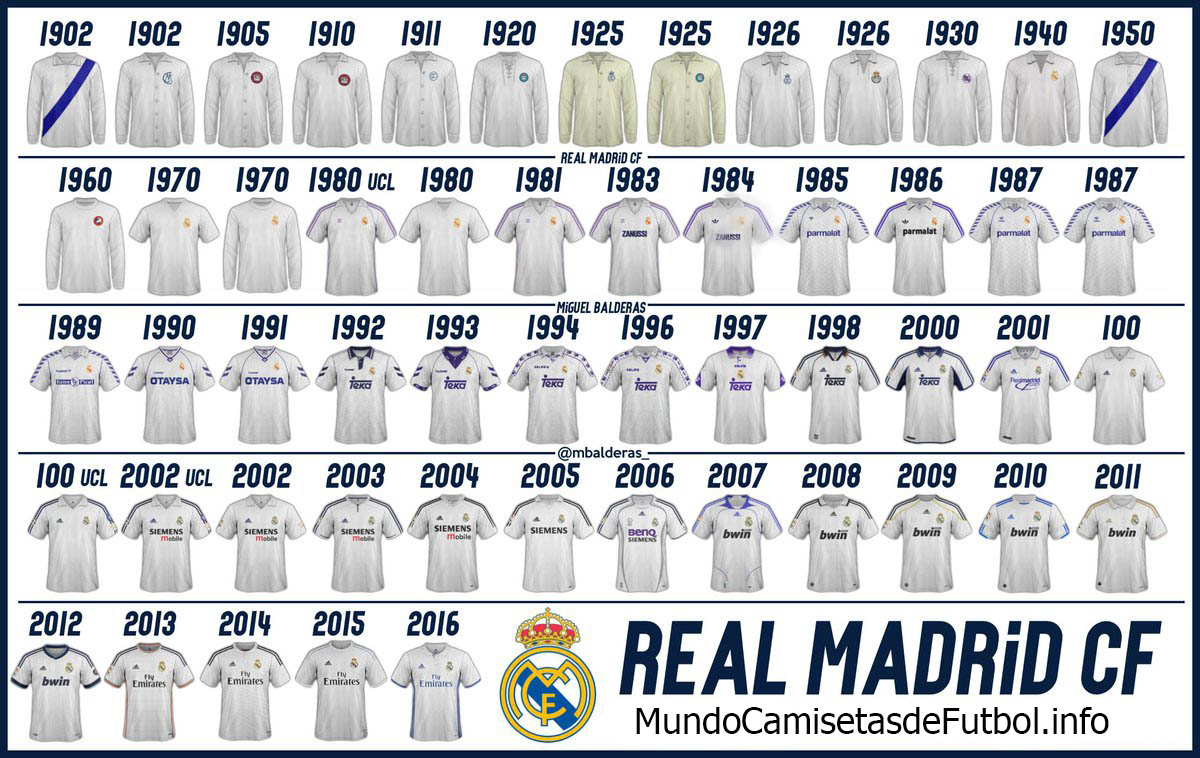 1902 1902 1905 1910 1911 1920 1925 1925 1926 1926 1930 1940 1950
REAL MADRiD CF
1960 1970 1970 1980 UCL 1980 1981 1983 1984 1985 1986 1987 1987
ZANUSSI ZANUSSI parmalat parmalat parmalat parmalat
MiGUEL BALDERAS
1989 1990 1991 1992 1993 1994 1996 1997 1998 2000 2001 100
OTAYSA OTAYSA Teka Teka Teka Teka Teka Teka Teka Realmadrid
@mbalderas_
100 UCL 2002 UCL 2002 2003 2004 2005 2006 2007 2008 2009 2010 2011
SIEMENS SIEMENS SIEMENS SIEMENS SIEMENS BENQ bwin bwin bwin bwin bwin
mobile mobile mobile mobile SIEMENS
2012 2013 2014 2015 2016
bwin Fly Emirates Fly Emirates Fly Emirates Fly Emirates
REAL MADRiD CF
MundoCamisetasdeFutbol.info